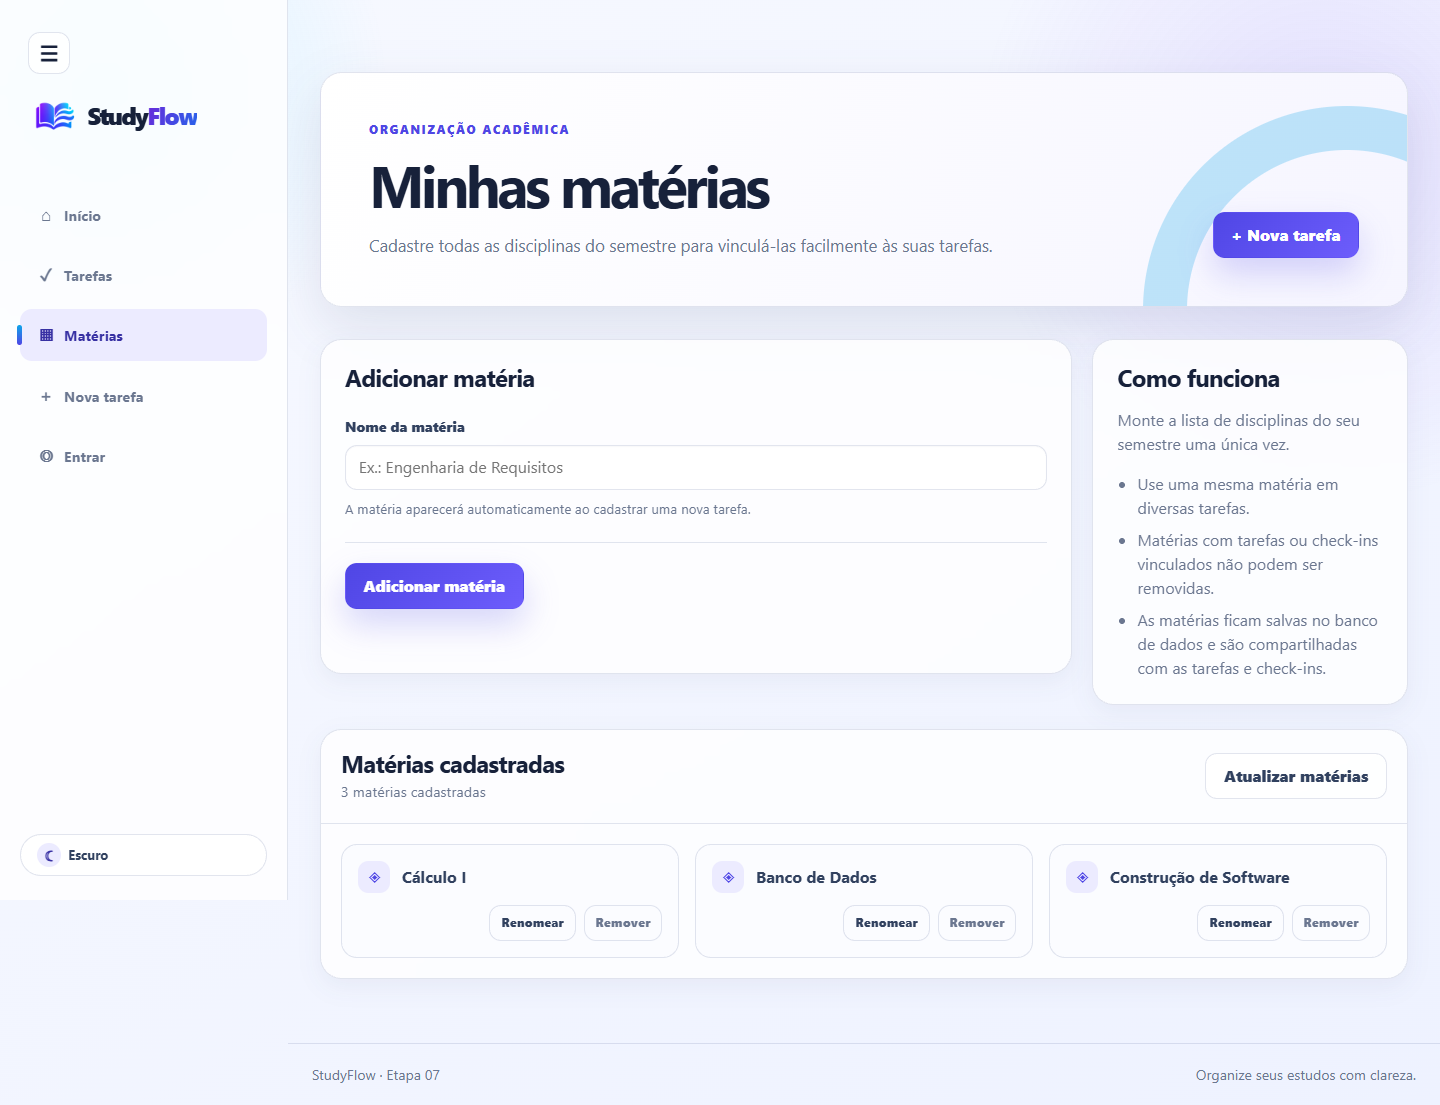 StudyFlow
Início
Tarefas
Matérias
+ Nova tarefa
Entrar
Escuro
ORGANIZAÇÃO ACADÊMICA
Minhas matérias
Cadastre todas as disciplinas do semestre para vinculá-las facilmente às suas tarefas.
+ Nova tarefa
Adicionar matéria
Nome da matéria
Ex.: Engenharia de Requisitos
A matéria aparecerá automaticamente ao cadastrar uma nova tarefa.
Adicionar matéria
Como funciona
Monte a lista de disciplinas do seu
semestre uma única vez.
• Use uma mesma matéria em
diversas tarefas.
• Matérias com tarefas ou check-ins
vinculados não podem ser
removidas.
• As matérias ficam salvas no banco
de dados e são compartilhadas
com as tarefas e check-ins.
Matérias cadastradas
3 matérias cadastradas
Atualizar matérias
Cálculo I
Renomear Remover
Banco de Dados
Renomear Remover
Construção de Software
Renomear Remover
StudyFlow · Etapa 07
Organize seus estudos com clareza.